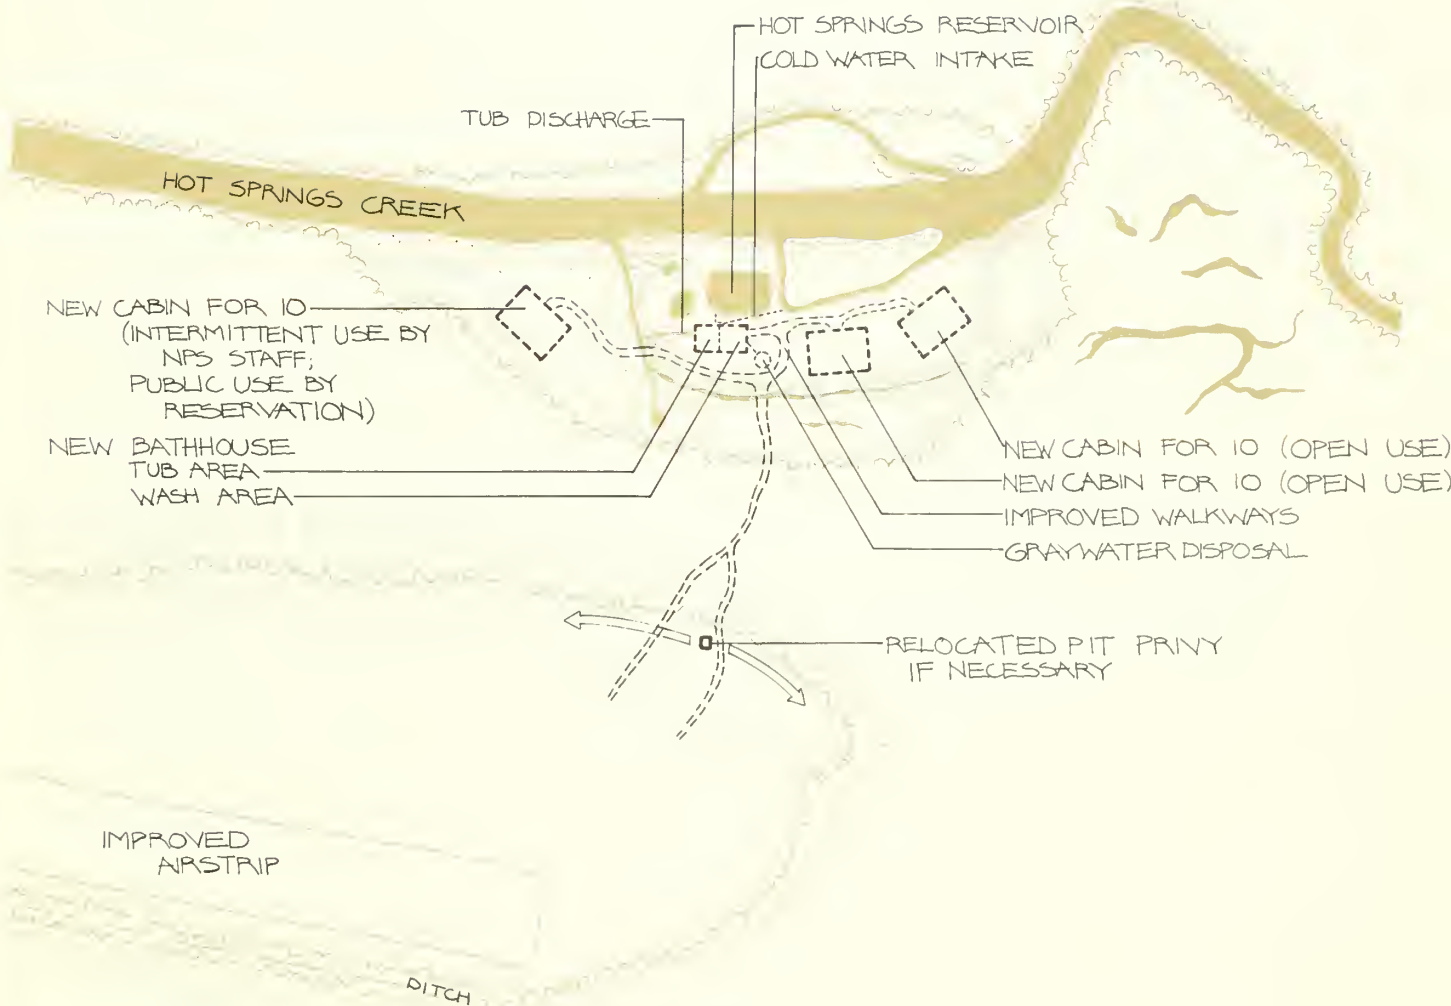 HOT SPRINGS RESERVOIR
COLD WATER INTAKE
TUB DISCHARGE
HOT SPRINGS CREEK
NEW CABIN FOR 10
(INTERMITTENT USE BY
NPS STAFF;
PUBLIC USE BY
RESERVATION)
NEW BATHHOUSE
TUB AREA
WASH AREA
NEW CABIN FOR 10 (OPEN USE)
NEW CABIN FOR 10 (OPEN USE)
IMPROVED WALKWAYS
GRAYWATER DISPOSAL
RELOCATED PIT PRIVY
IF NECESSARY
IMPROVED
AIRSTRIP
DITCH